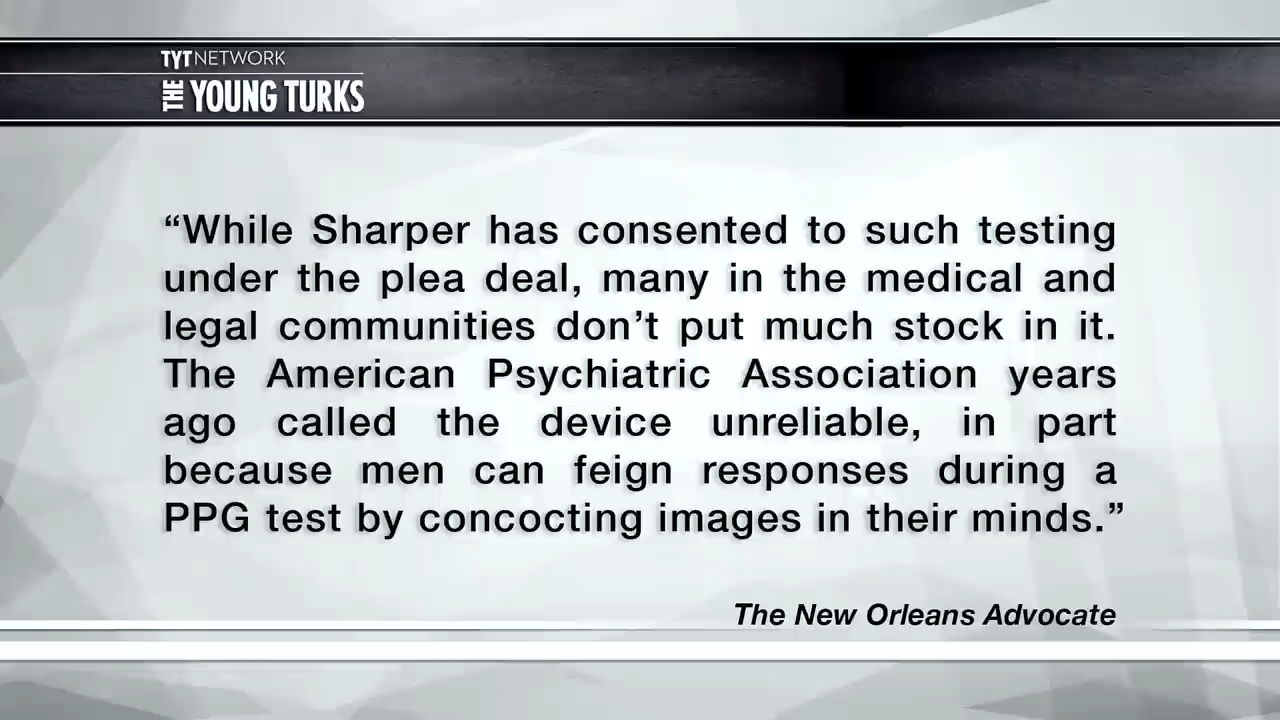 TYT NETWORK
THE YOUNG TURKS
“While Sharper has consented to such testing
under the plea deal, many in the medical and
legal communities don’t put much stock in it.
The American Psychiatric Association years
ago called the device unreliable, in part
because men can feign responses during a
PPG test by concocting images in their minds.”
The New Orleans Advocate